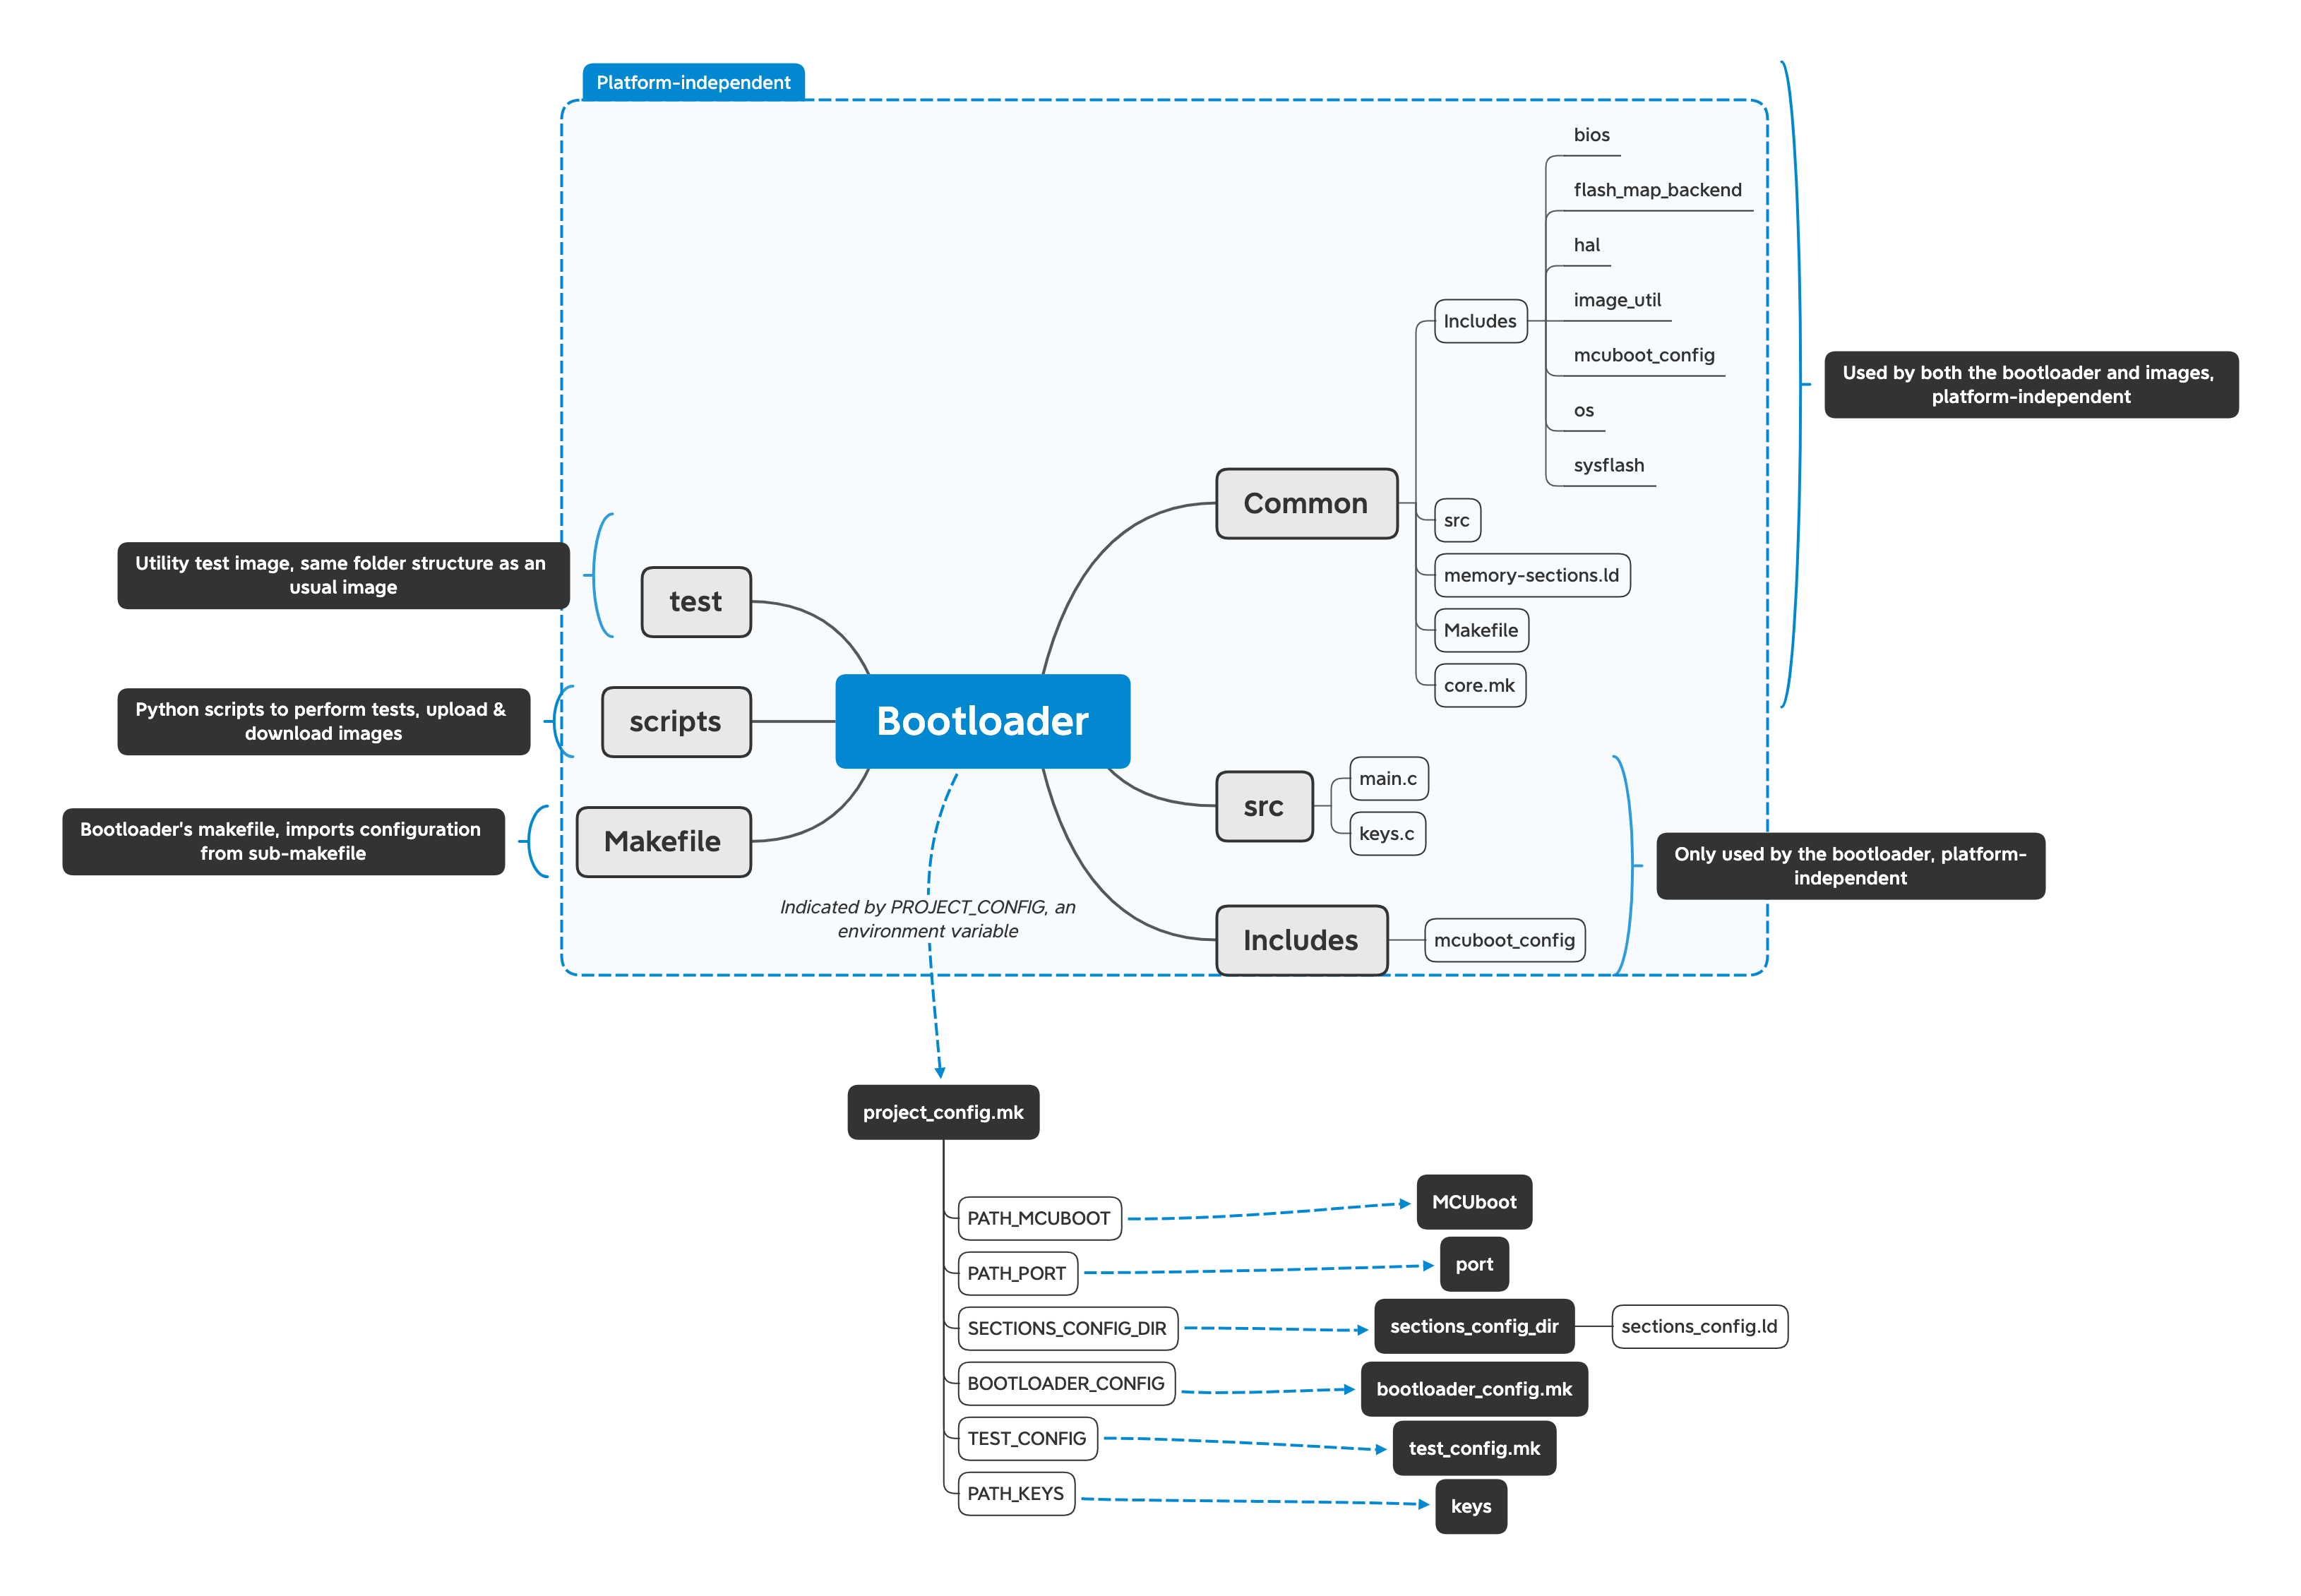 Platform-independent
bios
flash_map_backend
hal
image_util
mcuboot_config
os
sysflash
Includes
Used by both the bootloader and images,
platform-independent
Common
src
memory-sections.ld
Makefile
core.mk
Utility test image, same folder structure as an
usual image
test
Python scripts to perform tests, upload &
download images
scripts
Bootloader
Bootloader's makefile, imports configuration
from sub-makefile
Makefile
src
main.c
keys.c
Only used by the bootloader, platform-
independent
Includes
mcuboot_config
Indicated by PROJECT_CONFIG, an
environment variable
project_config.mk
PATH_MCUBOOT
MCUboot
PATH_PORT
port
SECTIONS_CONFIG_DIR
sections_config_dir
sections_config.ld
BOOTLOADER_CONFIG
bootloader_config.mk
TEST_CONFIG
test_config.mk
PATH_KEYS
keys